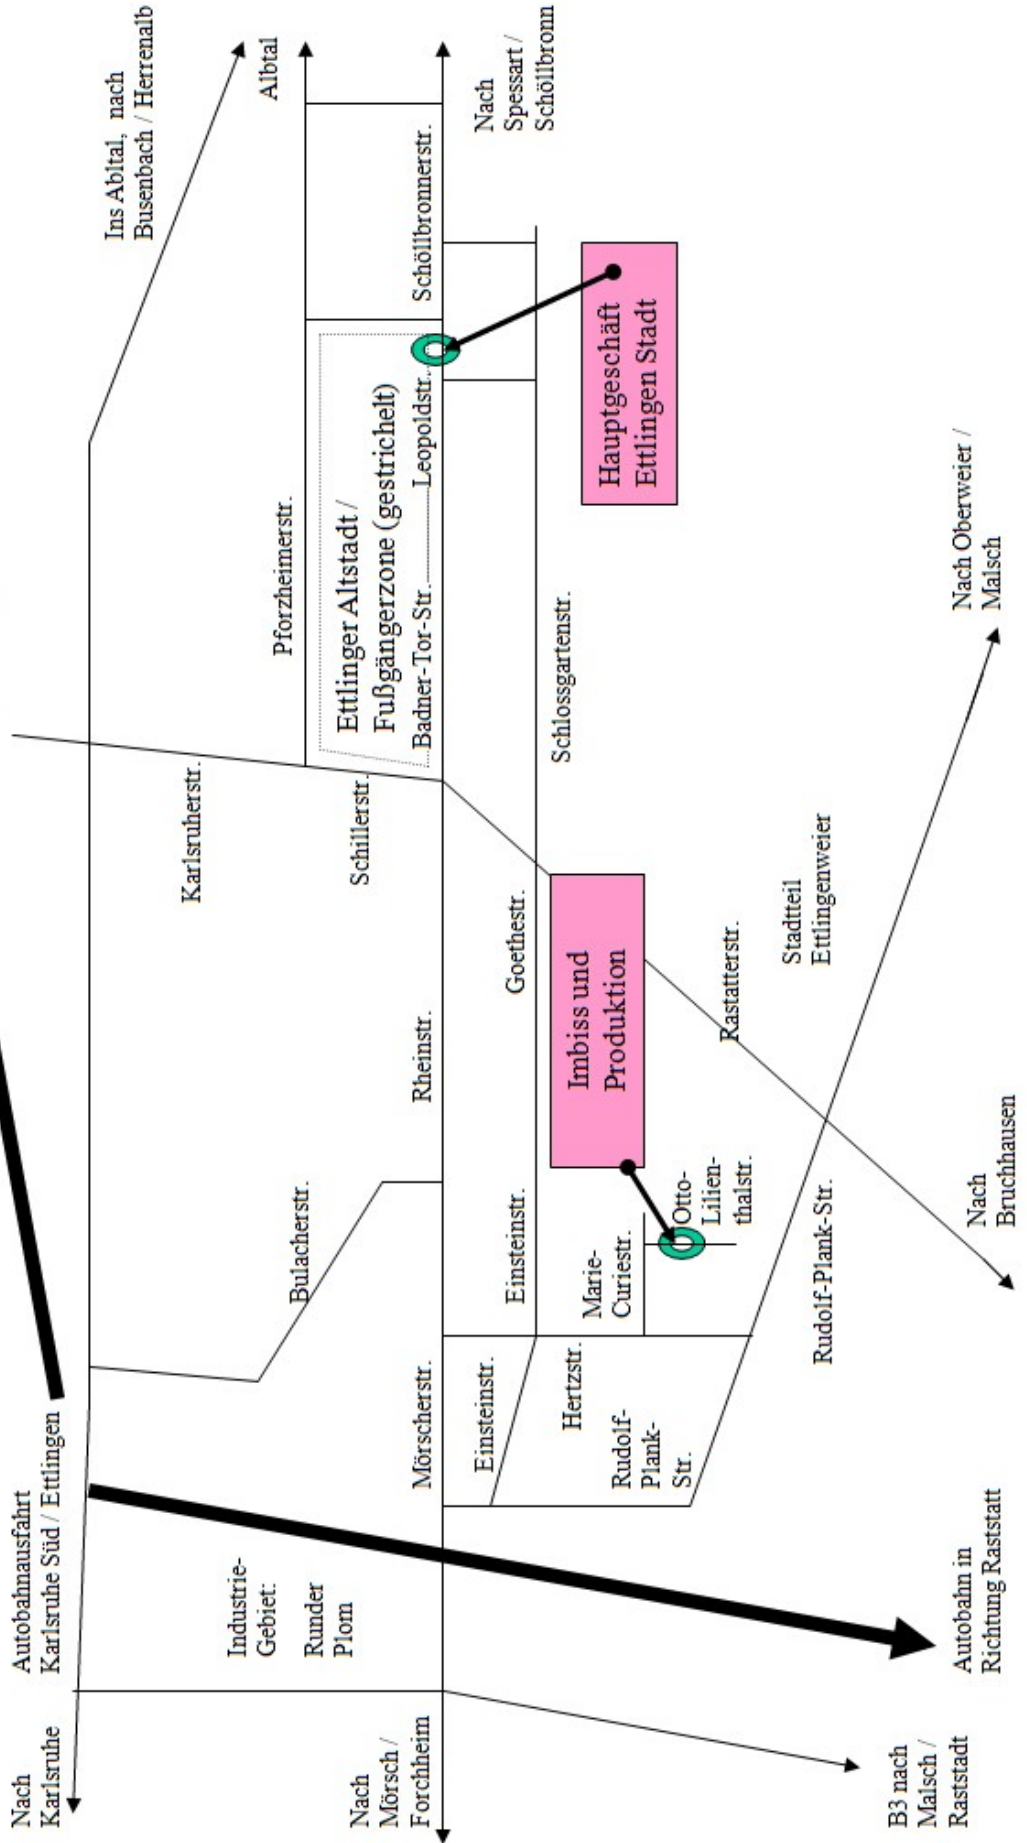 Nach
Karlsruhe
Autobahnausfahrt
Karlsruhe Süd / Ettlingen
Ins Abltal, nach
Busenbach / Herrenalb
Karlsruherstr.
Industrie-
Gebiet:
Runder
Plom
Bulacherstr.
Pforzheimerstr.
Albtal
Schillerstr.
Ettlinger Altstadt /
Fußgängerzone (gestrichelt)
Nach
Mörsch /
Forchheim
Mörscherstr.
Rheinstr.
Badner-Tor-Str.
Leopoldstr.
Schöllbronnerstr.
Nach
Spessart /
Schöllbronn
Einsteinstr.
Einsteinstr.
Goethestr.
Schlossgartenstr.
Hertzstr.
Marie-
Curiestr.
Imbiss und
Produktion
Hauptgeschäft
Ettlingen Stadt
Rudolf-
Plank-
Str.
Otto-
Lilien-
thalstr.
Rastatterstr.
Stadtteil
Ettlingenweier
Rudolf-Plank-Str.
B3 nach
Malsch /
Raststadt
Autobahn in
Richtung Raststatt
Nach
Bruchhausen
Nach Oberweier /
Malsch